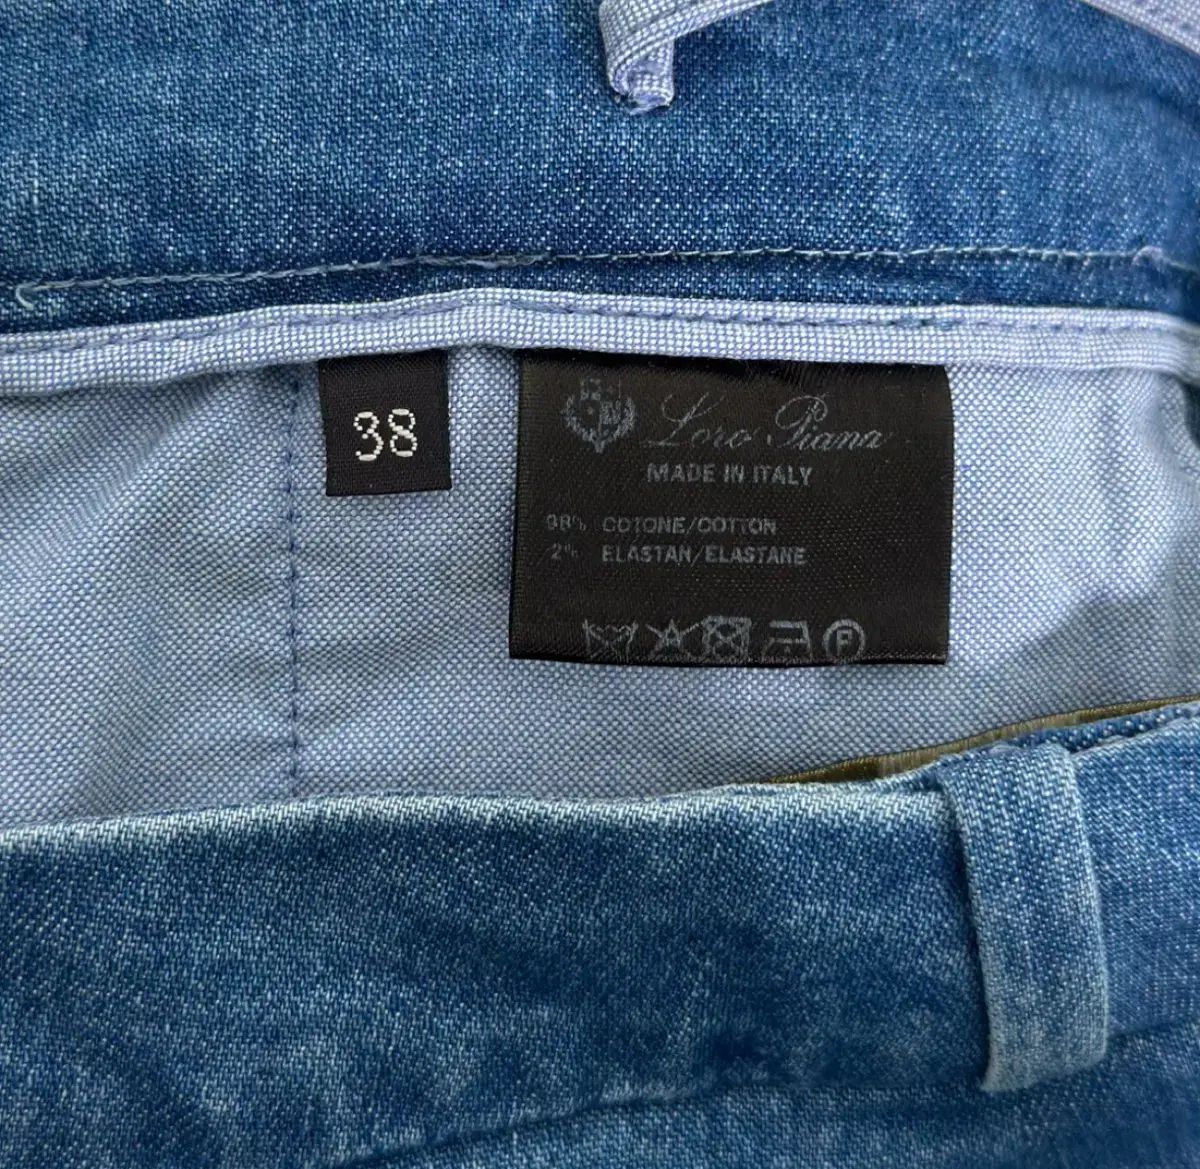 38
Loro Piana
MADE IN ITALY
98% COTONE/COTTON
2% ELASTAN/ELASTANE
F